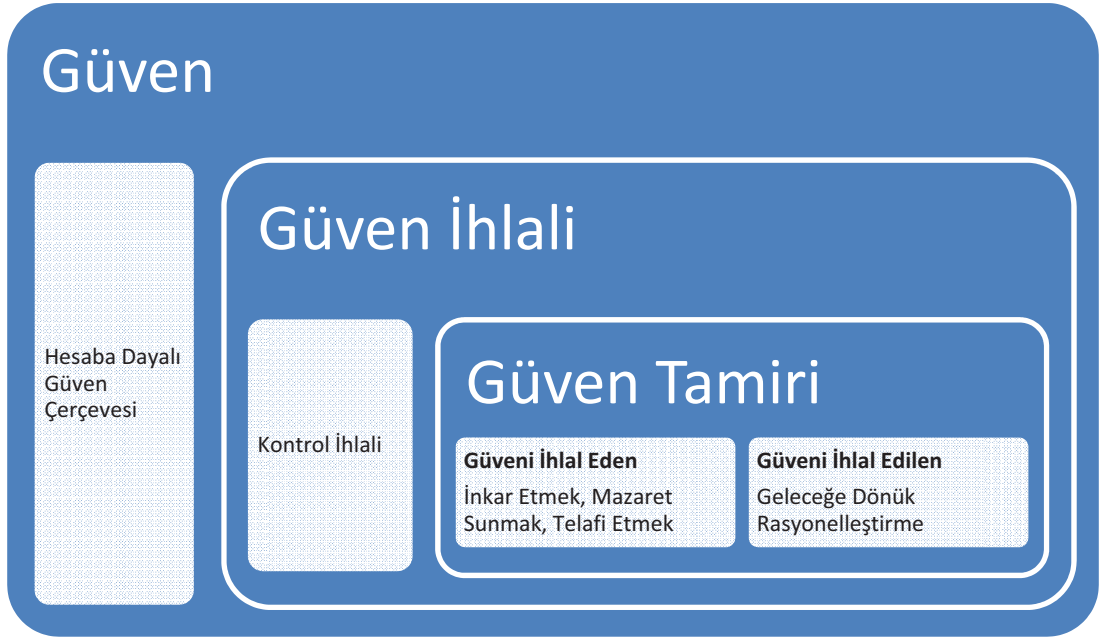 Güven
Hesaba Dayalı
Güven
Çerçevesi
Güven İhlali
Kontrol İhlali
Güven Tamiri
Güveni İhlal Eden
İnkar Etmek, Mazaret
Sunmak, Telafi Etmek
Güveni İhlal Edilen
Geleceğe Dönük
Rasyonelleştirme